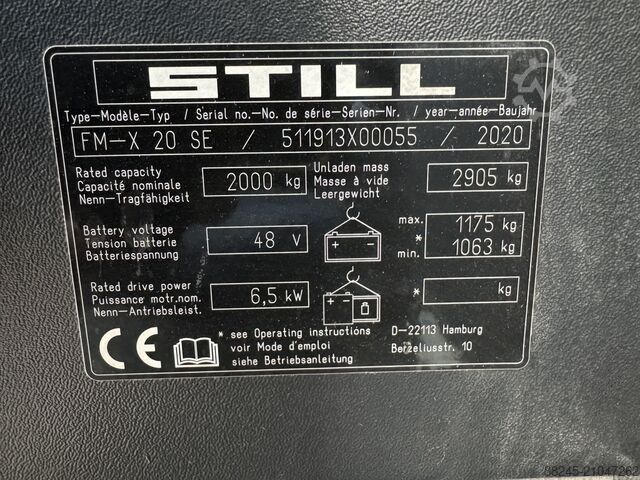 STILL
Type-Modèle-Typ / Serial no.-No. de série-Serien-Nr. / year-année-Baujahr
FM-X 20 SE / 511913X00055 / 2020
Rated capacity
Capacité nominale
Nenn-Tragfähigkeit
2000 kg
Unladen mass
Masse à vide
Leergewicht
2905 kg
Battery voltage
Tension batterie
Batteriespannung
48 V
max. 1175 kg
*
min. 1063 kg
Rated drive power
Puissance motr.nom.
Nenn-Antriebsleist.
6,5 kW
* kg
CE
* see Operating instructions
voir Mode d'emploi
siehe Betriebsanleitung
D-22113 Hamburg
Berzeliusstr. 10
08245-21047262